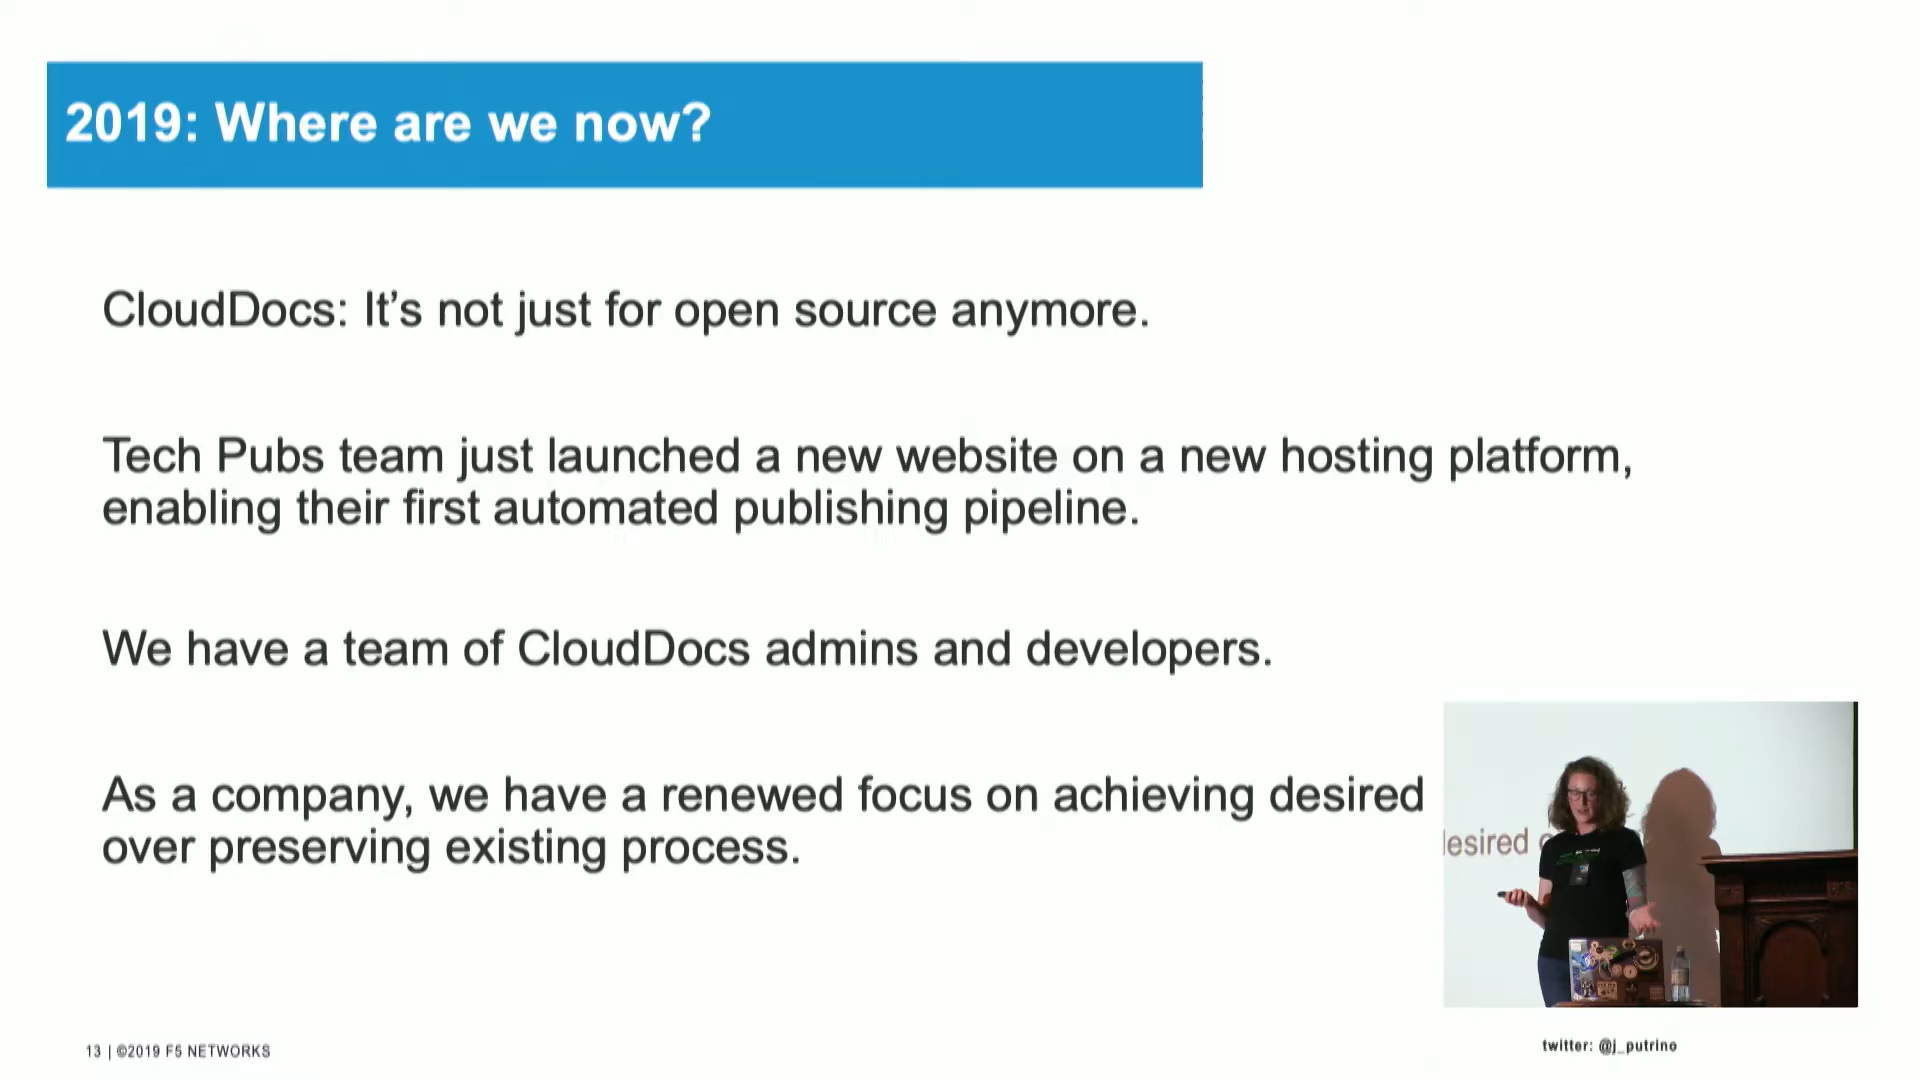 2019: Where are we now?
CloudDocs: It’s not just for open source anymore.
Tech Pubs team just launched a new website on a new hosting platform,
enabling their first automated publishing pipeline.
We have a team of CloudDocs admins and developers.
As a company, we have a renewed focus on achieving desired
over preserving existing process.
desired
13 | ©2019 F5 NETWORKS
twitter: @j_putrino